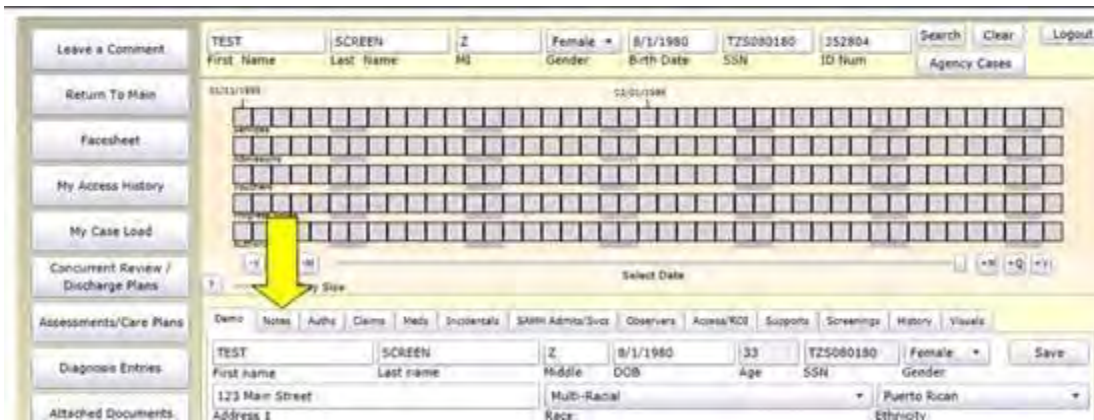 Leave a Comment
Return To Main
Facesheet
My Access History
My Case Load
Concurrent Review /
Discharge Plans
Assessments/Care Plans
Diagnosis Entries
Attached Documents
TEST SCREEN Z Female 8/1/1980 TZS080180 352804 Search Clear Logout
First Name Last Name MI Gender Birth Date SSN ID Num Agency Cases
Services
Admissions
Select Date
+M +Q +Y
? Size
Demo Notes Auths Claims Meds Incidentals SAMH Admits/Svcs Observers Access/ROI Supports Screenings History Visuals
TEST SCREEN Z 8/1/1980 33 TZS080180 Female Save
First name Last name Middle DOB Age SSN Gender
123 Main Street Multi-Racial Puerto Rican
Address 1 Race Ethnicity